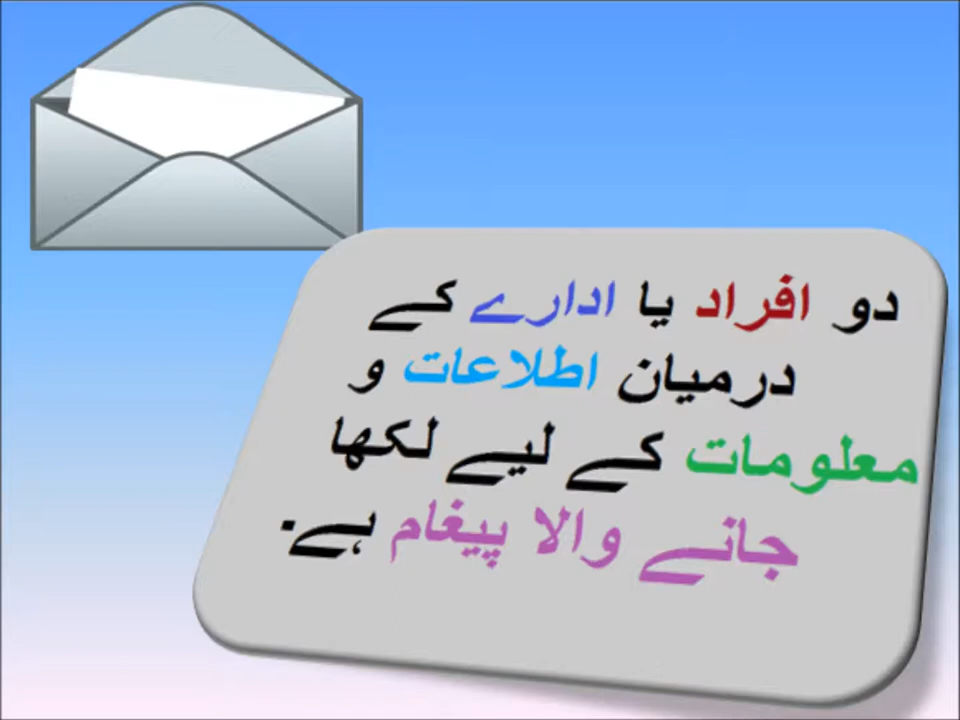 دو افراد یا ادارے کے
درمیان اطلاعات و
معلومات کے لیے لکھا
جانے والا پیغام ہے۔